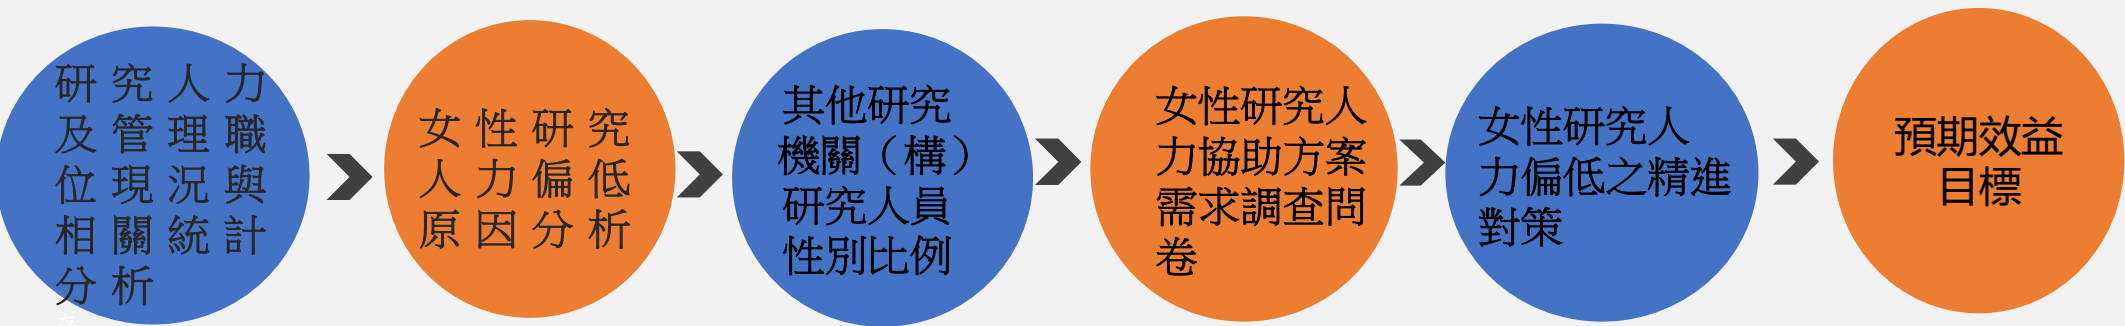 研究人力
及管理職
位現況與
相關統計
分析
女性研究
人力偏低
原因分析
其他研究
機關（構）
研究人員
性別比例
女性研究人
力協助方案
需求調查問
卷
女性研究人
力偏低之精進
對策
預期效益
目標